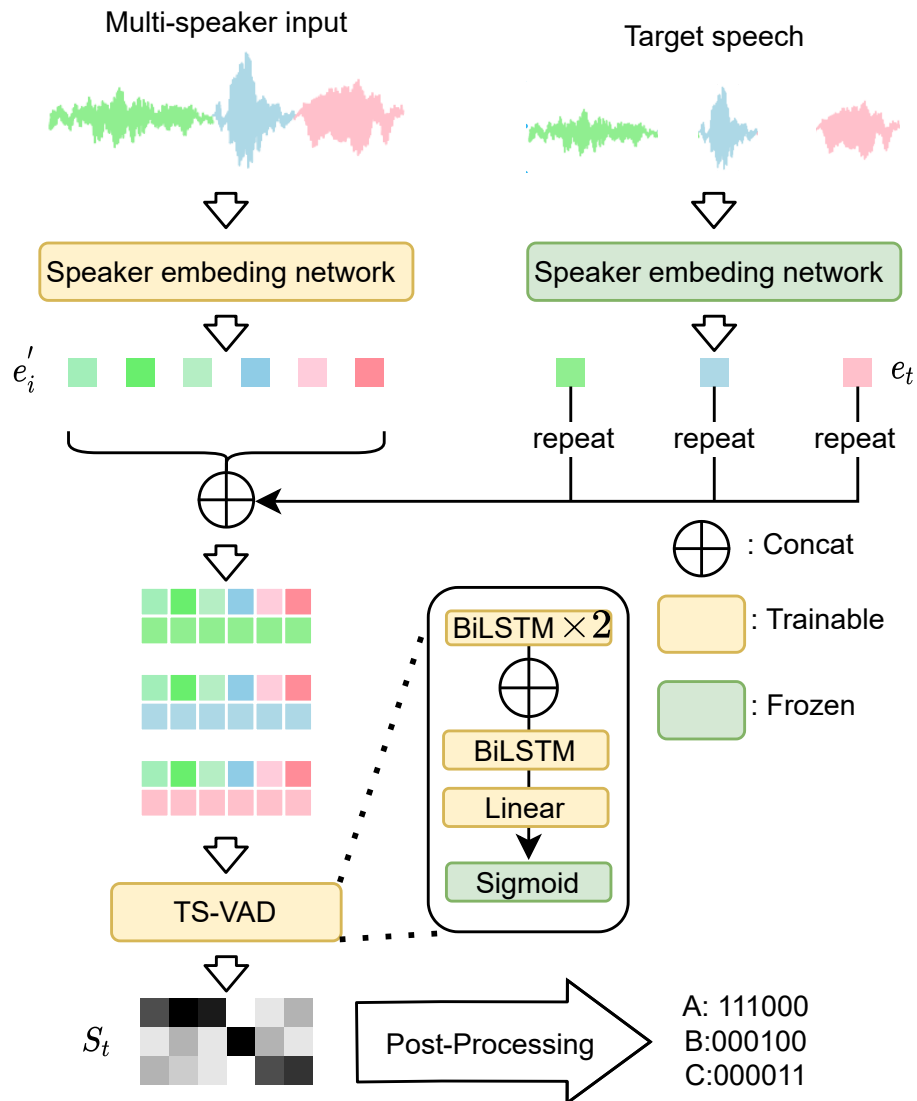 Multi-speaker input
Target speech
Speaker embeding network
Speaker embeding network
e'_i
e_t
repeat repeat repeat
: Concat
: Trainable
: Frozen
BiLSTM ×2
BiLSTM
Linear
Sigmoid
TS-VAD
S_t
Post-Processing
A: 111000
B:000100
C:000011